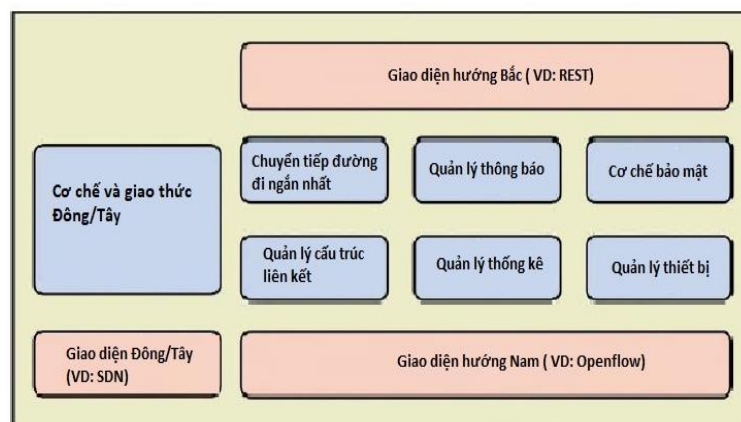 Giao diện hướng Bắc ( VD: REST)
Cơ chế và giao thức
Đông/Tây
Chuyển tiếp đường
đi ngắn nhất
Quản lý thông báo
Cơ chế bảo mật
Quản lý cấu trúc
liên kết
Quản lý thống kê
Quản lý thiết bị
Giao diện Đông/Tây
(VD: SDN)
Giao diện hướng Nam ( VD: Openflow)